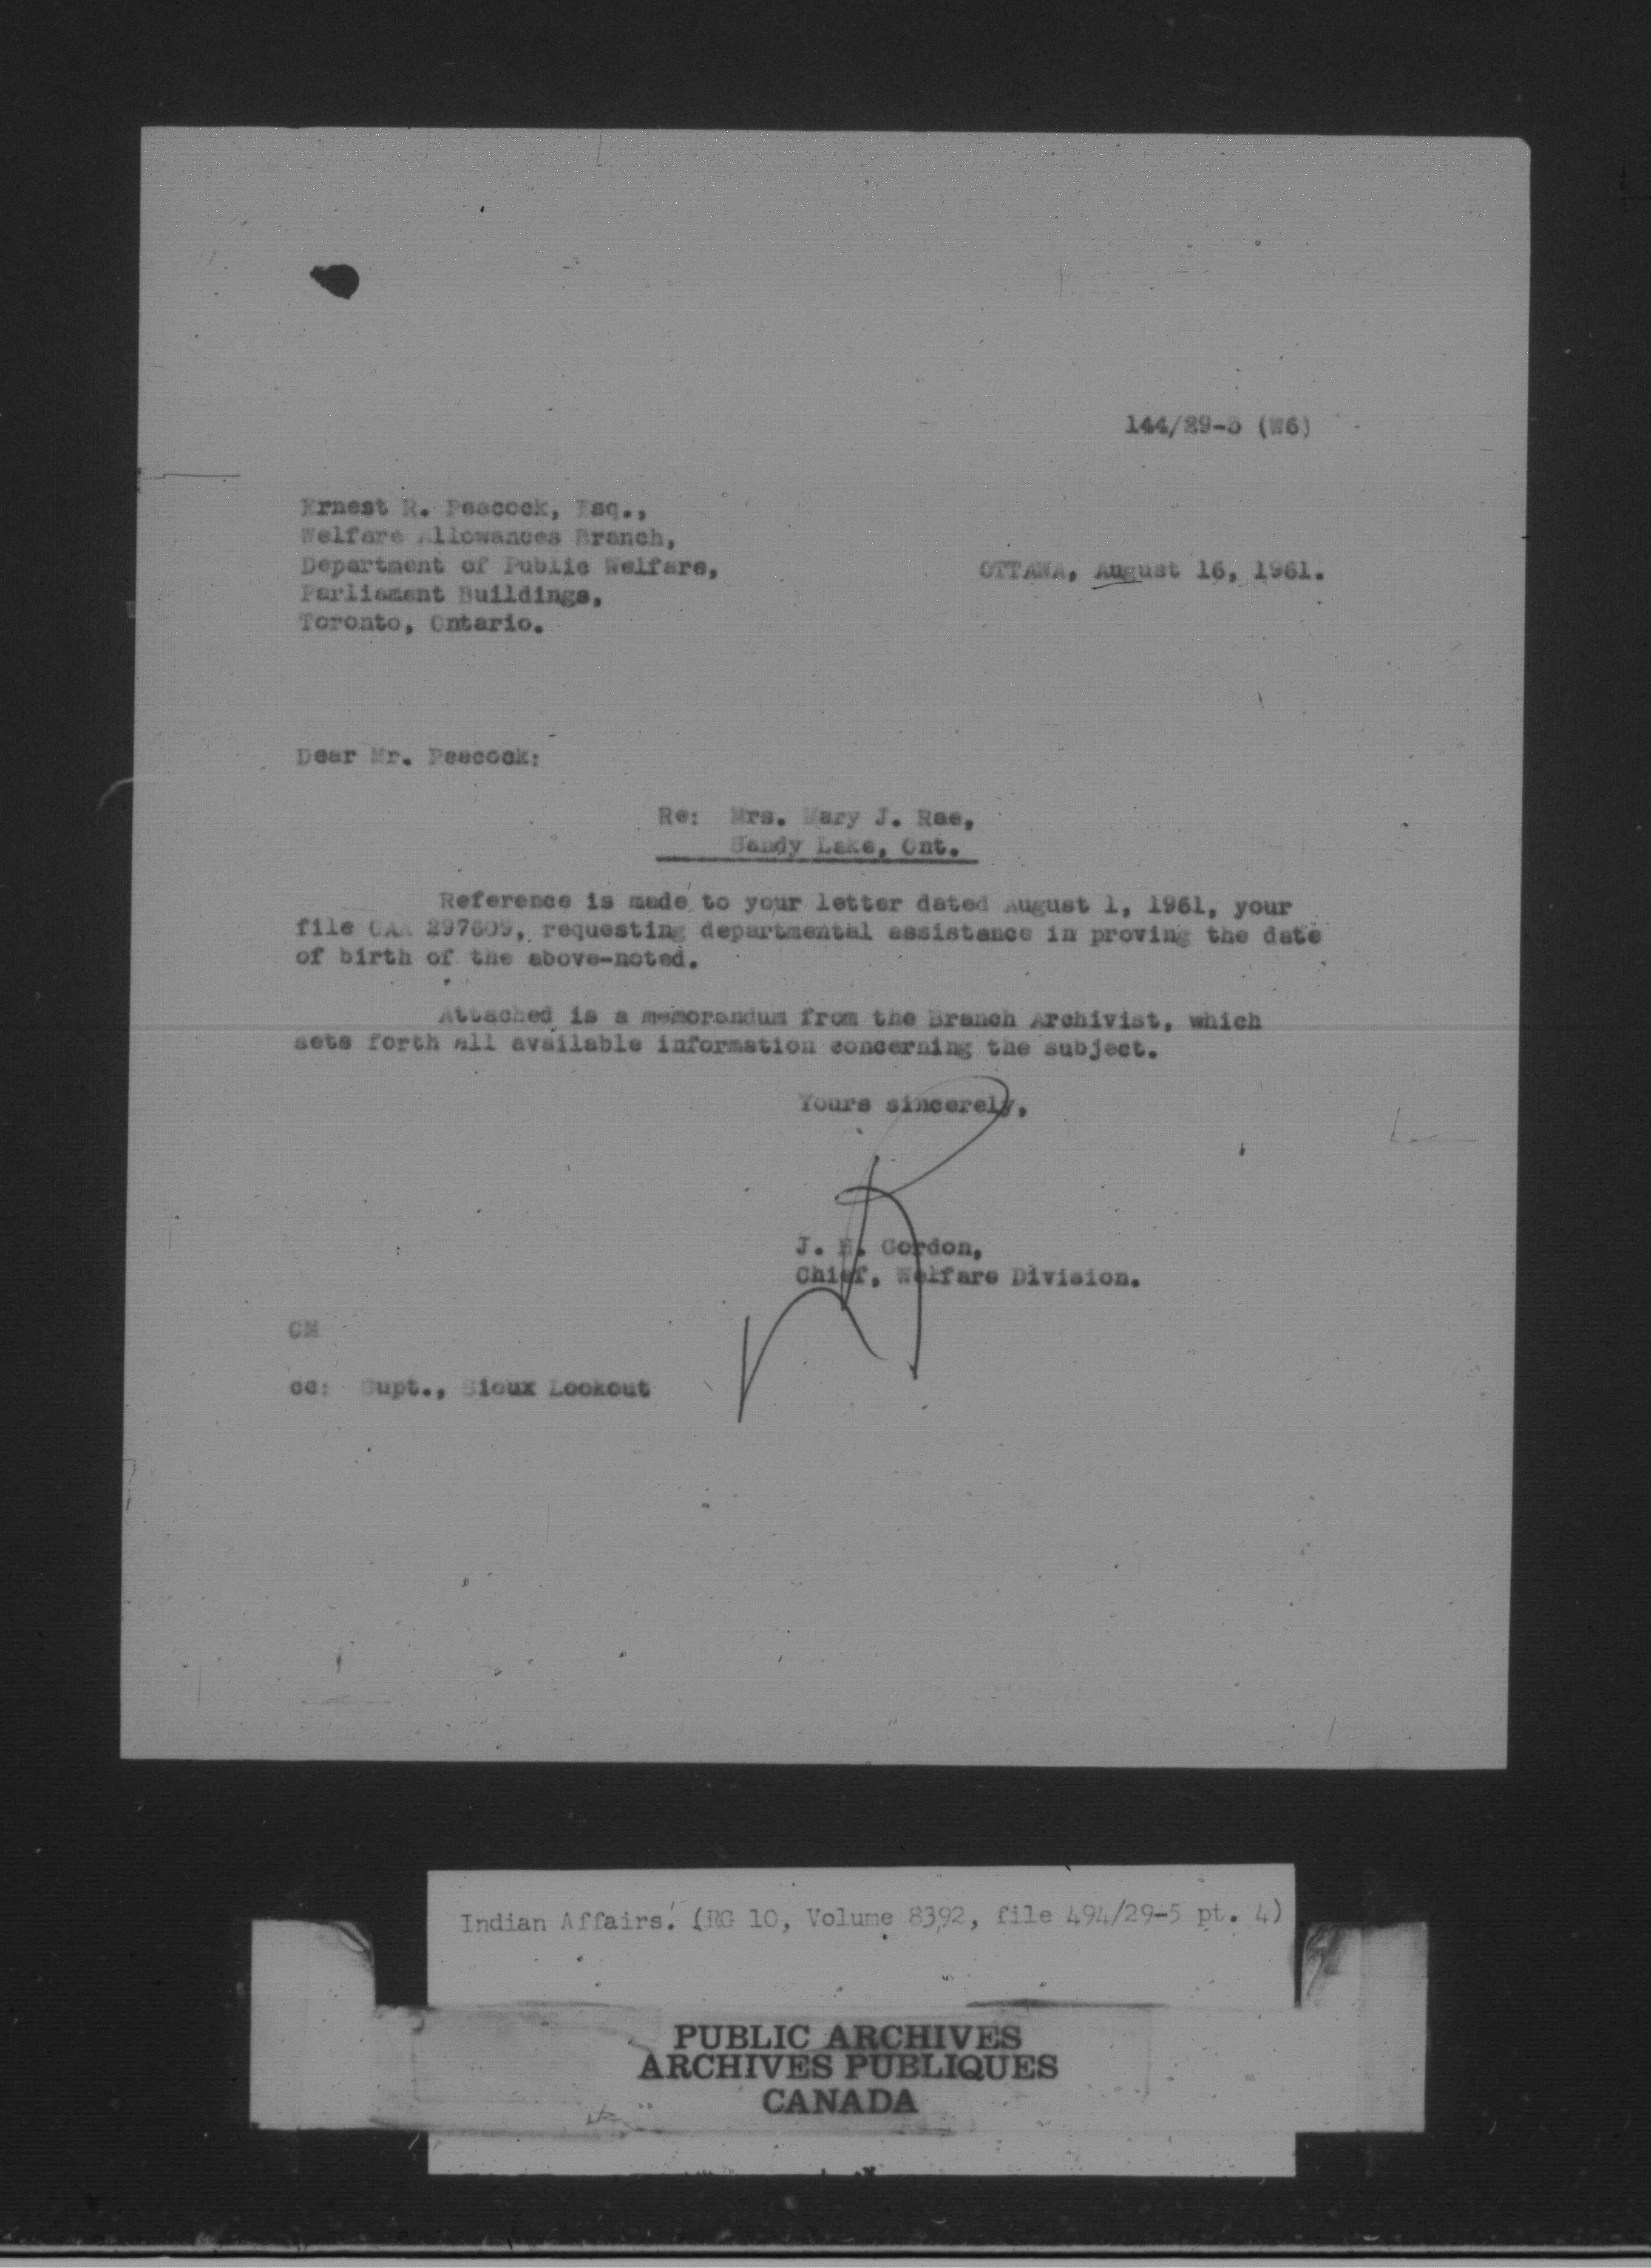 144/29-5 (W6)
Ernest R. Peacock, Esq.,
Welfare Allowances Branch,
Department of Public Welfare,
Parliament Buildings,
Toronto, Ontario.
OTTAWA, August 16, 1961.
Dear Mr. Peacock:
Re: Mrs. Mary J. Rae,
Sandy Lake, Ont.
Reference is made to your letter dated August 1, 1961, your
file OAA 297609, requesting departmental assistance in proving the date
of birth of the above-noted.
Attached is a memorandum from the Branch Archivist, which
sets forth all available information concerning the subject.
Yours sincerely,
J. H. Gordon,
Chief, Welfare Division.
CM
cc: Supt., Sioux Lookout
Indian Affairs. (RG 10, Volume 8392, file 494/29-5 pt. 4)
PUBLIC ARCHIVES
ARCHIVES PUBLIQUES
CANADA